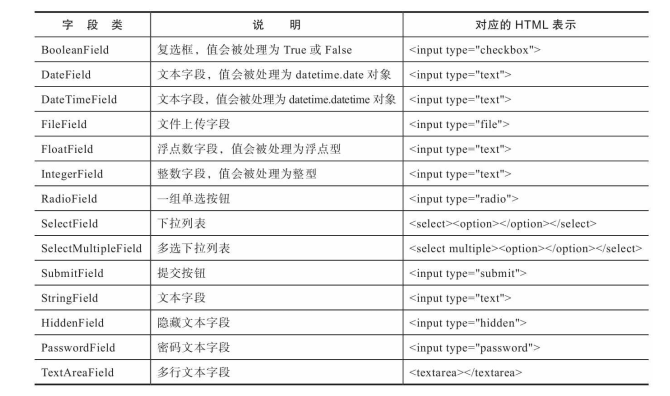 字 段 类 说 明 对应的 HTML 表示
BooleanField 复选框，值会被处理为 True 或 False <input type="checkbox">
DateField 文本字段，值会被处理为 datetime.date 对象 <input type="text">
DateTimeField 文本字段，值会被处理为 datetime.datetime 对象 <input type="text">
FileField 文件上传字段 <input type="file">
FloatField 浮点数字段，值会被处理为浮点型 <input type="text">
IntegerField 整数字段，值会被处理为整型 <input type="text">
RadioField 一组单选按钮 <input type="radio">
SelectField 下拉列表 <select><option></option></select>
SelectMultipleField 多选下拉列表 <select multiple><option></option></select>
SubmitField 提交按钮 <input type="submit">
StringField 文本字段 <input type="text">
HiddenField 隐藏文本字段 <input type="hidden">
PasswordField 密码文本字段 <input type="password">
TextAreaField 多行文本字段 <textarea></textarea>